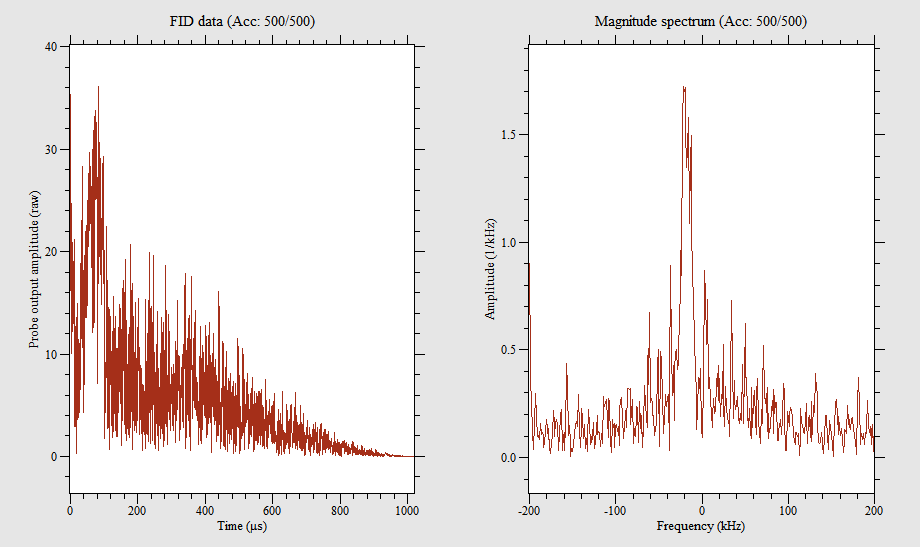 FID data (Acc: 500/500)
40
30
20
10
0
Probe output amplitude (raw)
0 200 400 600 800 1000
Time (µs)
Magnitude spectrum (Acc: 500/500)
1.5
1.0
0.5
0.0
Amplitude (1/kHz)
-200 -100 0 100 200
Frequency (kHz)